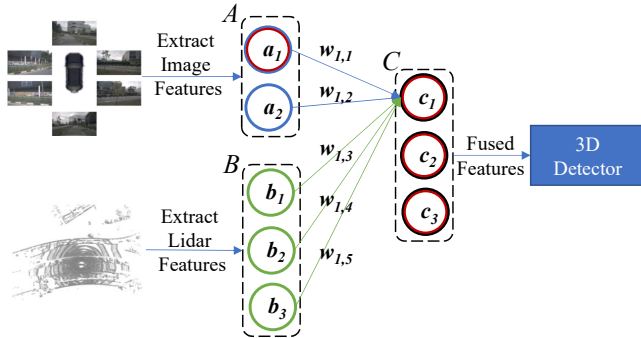 A
Extract
Image
Features
a1
a2
w1,1
w1,2
C
c1
c2
c3
w1,3
w1,4
w1,5
B
b1
b2
b3
Extract
Lidar
Features
Fused
Features
3D
Detector